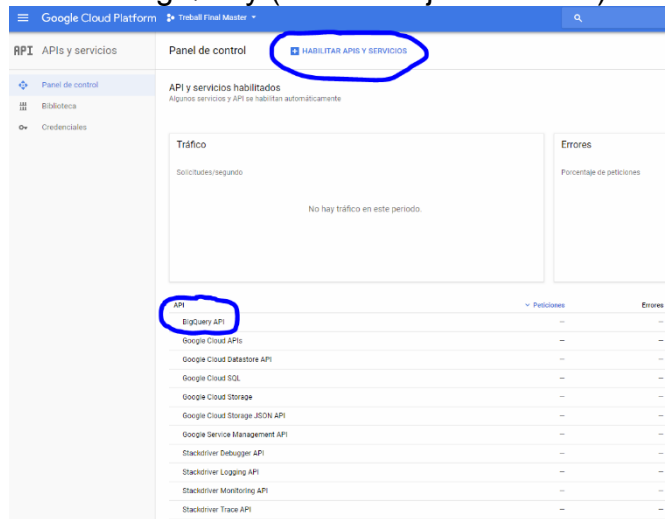 Google Cloud Platform Treball Final Master
API APIs y servicios
Panel de control HABILITAR APIS Y SERVICIOS
Panel de control
Biblioteca
Credenciales
API y servicios habilitados
Algunos servicios y API se habilitan automáticamente
Tráfico
Solicitudes/segundo
No hay tráfico en este periodo.
Errores
Porcentaje de peticiones
API Peticiones Errores
BigQuery API – –
Google Cloud APIs – –
Google Cloud Datastore API – –
Google Cloud SQL – –
Google Cloud Storage – –
Google Cloud Storage JSON API – –
Google Service Management API – –
Stackdriver Debugger API – –
Stackdriver Logging API – –
Stackdriver Monitoring API – –
Stackdriver Trace API – –